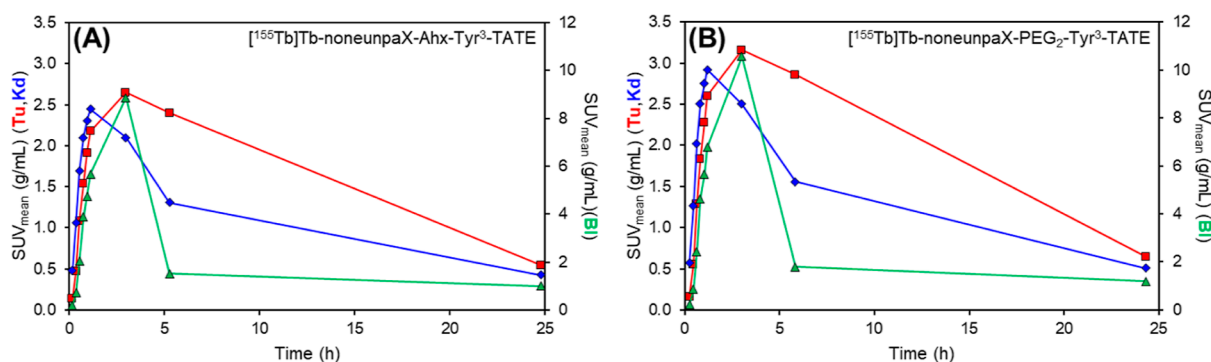 (A)
[¹⁵⁵Tb]Tb-noneunpaX-Ahx-Tyr³-TATE
SUVmean (g/mL) (Tu,Kd)
3.5
3.0
2.5
2.0
1.5
1.0
0.5
0.0
12
10
8
6
4
2
0
SUVmean (g/mL)(Bl)
0 5 10 15 20 25
Time (h)
(B)
[¹⁵⁵Tb]Tb-noneunpaX-PEG₂-Tyr³-TATE
SUVmean (g/mL) (Tu,Kd)
3.5
3.0
2.5
2.0
1.5
1.0
0.5
0.0
12
10
8
6
4
2
0
SUVmean (g/mL)(Bl)
0 5 10 15 20 25
Time (h)